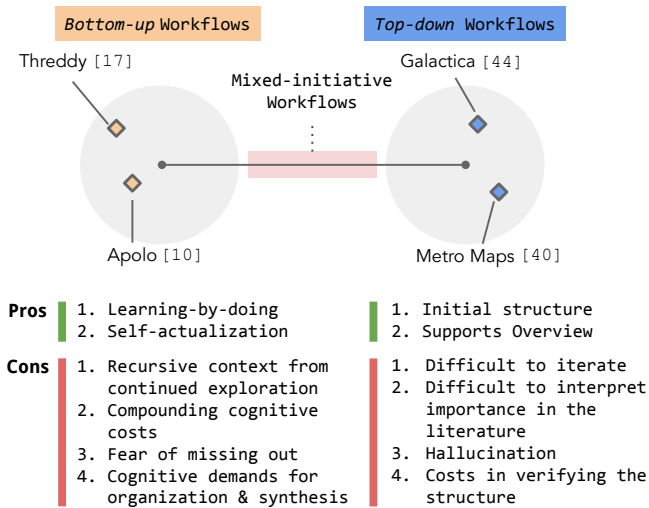 Bottom-up Workflows
Top-down Workflows
Threddy [17]
Galactica [44]
Mixed-initiative
Workflows
Apolo [10]
Metro Maps [40]
Pros
1. Learning-by-doing
2. Self-actualization
1. Initial structure
2. Supports Overview
Cons
1. Recursive context from
continued exploration
2. Compounding cognitive
costs
3. Fear of missing out
4. Cognitive demands for
organization & synthesis
1. Difficult to iterate
2. Difficult to interpret
importance in the
literature
3. Hallucination
4. Costs in verifying the
structure